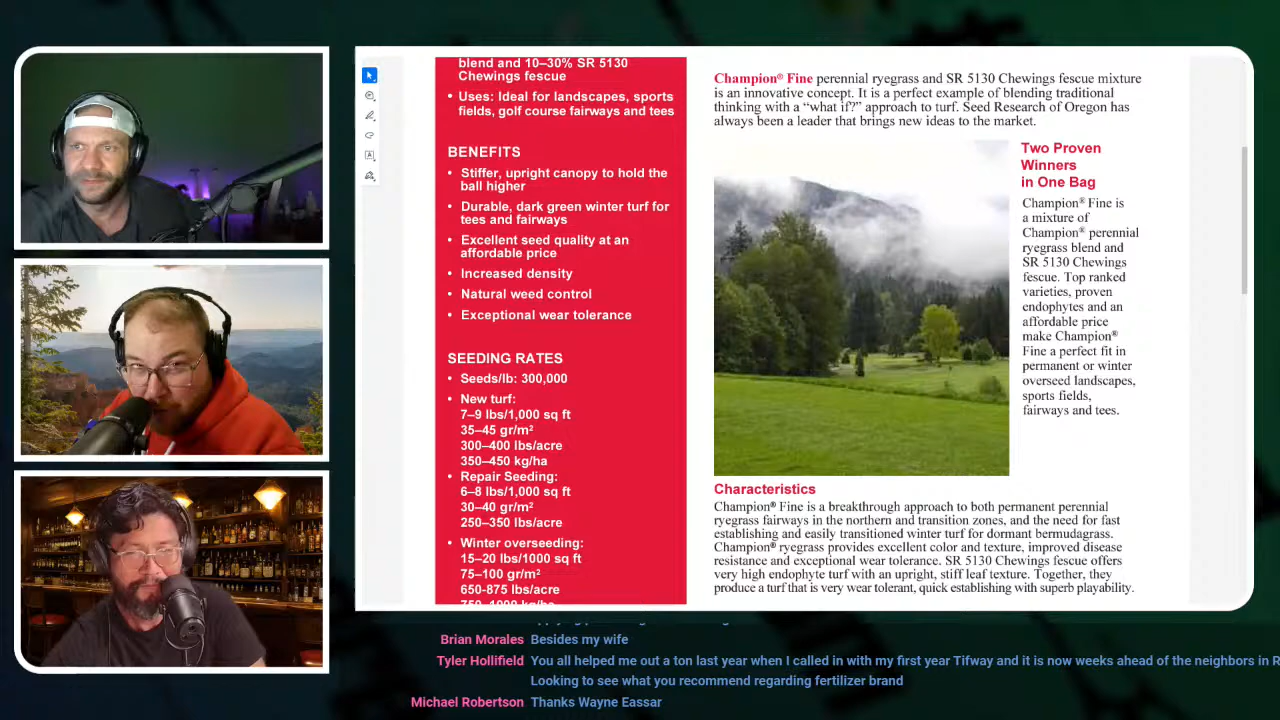 blend and 10–30% SR 5130
Chewings fescue
• Uses: Ideal for landscapes, sports
fields, golf course fairways and tees
BENEFITS
• Stiffer, upright canopy to hold the
ball higher
• Durable, dark green winter turf for
tees and fairways
• Excellent seed quality at an
affordable price
• Increased density
• Natural weed control
• Exceptional wear tolerance
SEEDING RATES
• Seeds/lb: 300,000
• New turf:
7–9 lbs/1,000 sq ft
35–45 gr/m²
300–400 lbs/acre
350–450 kg/ha
• Repair Seeding:
6–8 lbs/1,000 sq ft
30–40 gr/m²
250–350 lbs/acre
• Winter overseeding:
15–20 lbs/1000 sq ft
75–100 gr/m²
650-875 lbs/acre
Champion® Fine perennial ryegrass and SR 5130 Chewings fescue mixture
is an innovative concept. It is a perfect example of blending traditional
thinking with a “what if?” approach to turf. Seed Research of Oregon has
always been a leader that brings new ideas to the market.
Two Proven
Winners
in One Bag
Champion® Fine is
a mixture of
Champion® perennial
ryegrass blend and
SR 5130 Chewings
fescue. Top ranked
varieties, proven
endophytes and an
affordable price
make Champion®
Fine a perfect fit in
permanent or winter
overseed landscapes,
sports fields,
fairways and tees.
Characteristics
Champion® Fine is a breakthrough approach to both permanent perennial
ryegrass fairways in the northern and transition zones, and the need for fast
establishing and easily transitioned winter turf for dormant bermudagrass.
Champion® ryegrass provides excellent color and texture, improved disease
resistance and exceptional wear tolerance. SR 5130 Chewings fescue offers
very high endophyte turf with an upright, stiff leaf texture. Together, they
produce a turf that is very wear tolerant, quick establishing with superb playability.
Brian Morales Besides my wife
Tyler Hollifield You all helped me out a ton last year when I called in with my first year Tifway and it is now weeks ahead of the neighbors in
Looking to see what you recommend regarding fertilizer brand
Michael Robertson Thanks Wayne Eassar